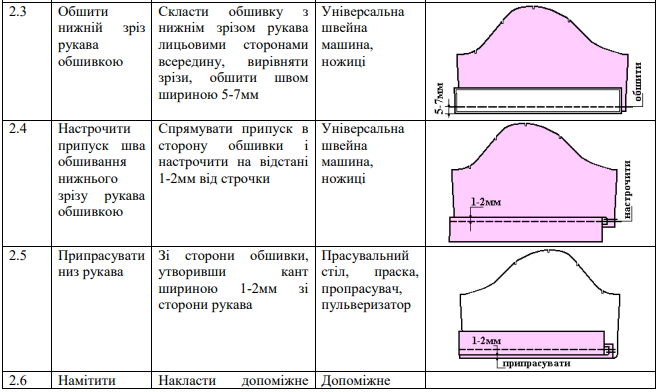 2.3 Обшити нижній зріз рукава обшивкою
Скласти обшивку з нижнім зрізом рукава лицьовими сторонами всередину, вирівняти зрізи, обшити швом шириною 5-7мм
Універсальна швейна машина, ножиці
5-7мм
обшити
2.4 Настрочити припуск шва обшивання нижнього зрізу рукава обшивкою
Спрямувати припуск в сторону обшивки і настрочити на відстані 1-2мм від строчки
Універсальна швейна машина, ножиці
1-2мм
настрочити
2.5 Припрасувати низ рукава
Зі сторони обшивки, утворивши кант шириною 1-2мм зі сторони рукава
Прасувальний стіл, праска, пропрасувач, пульверизатор
1-2мм
припрасувати
2.6 Намітити
Накласти допоміжне
Допоміжне